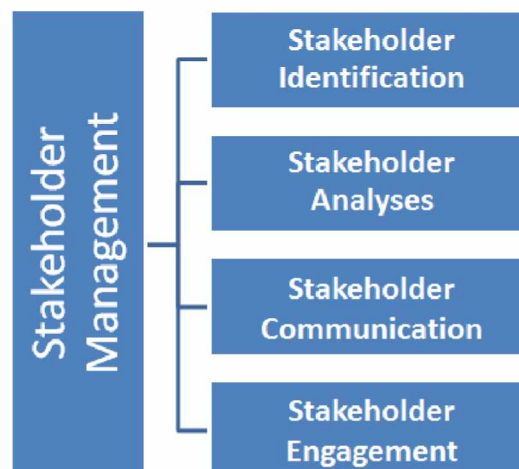 Stakeholder
Management
Stakeholder
Identification
Stakeholder
Analyses
Stakeholder
Communication
Stakeholder
Engagement